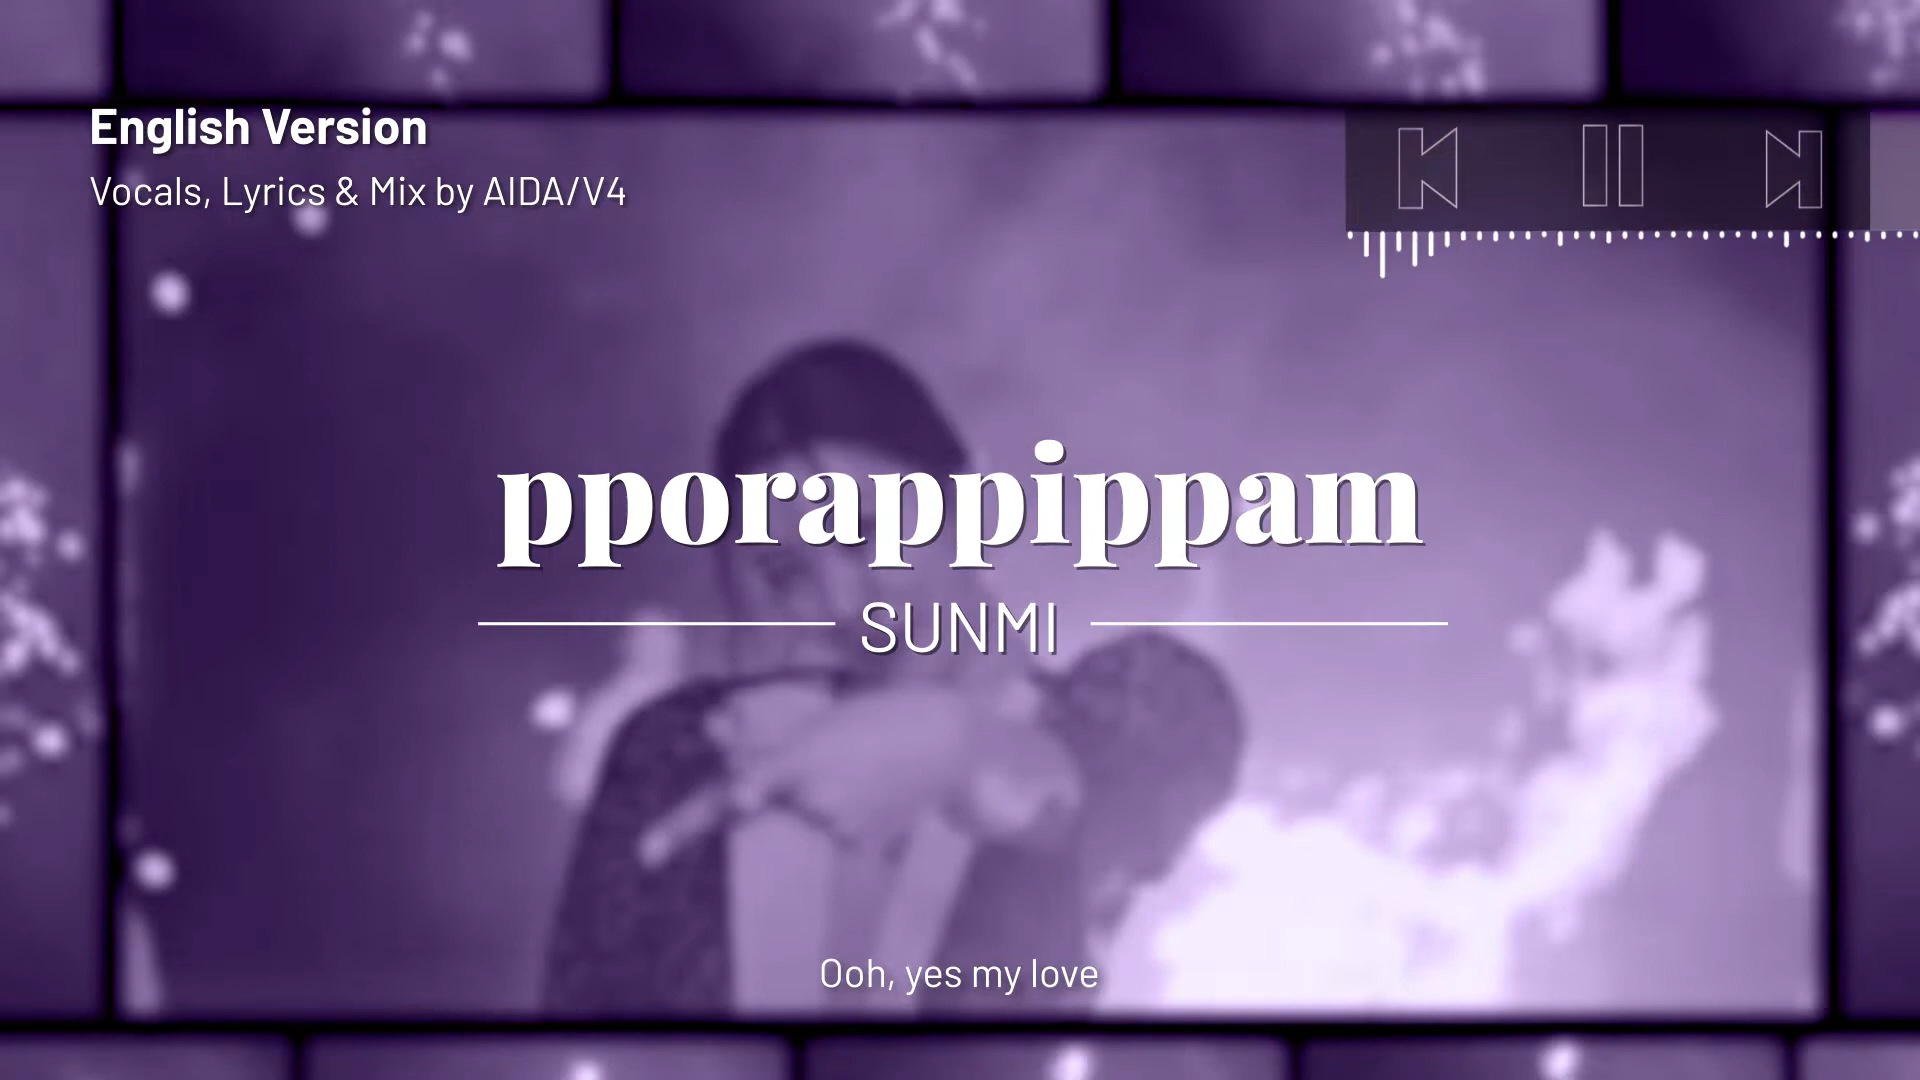 English Version
Vocals, Lyrics & Mix by AIDA/V4
pporappippam
SUNMI
Ooh, yes my love